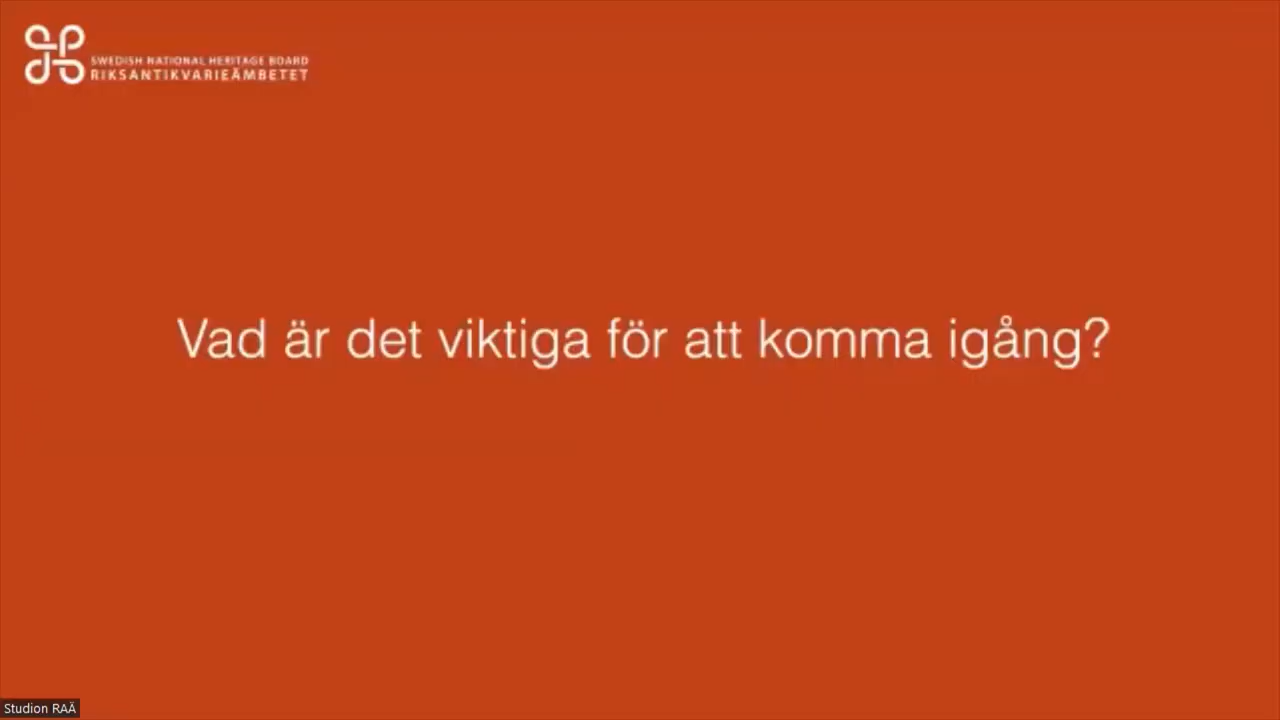 SWEDISH NATIONAL HERITAGE BOARD
RIKSANTIKVARIEÄMBETET
Vad är det viktiga för att komma igång?
Studion RAÄ